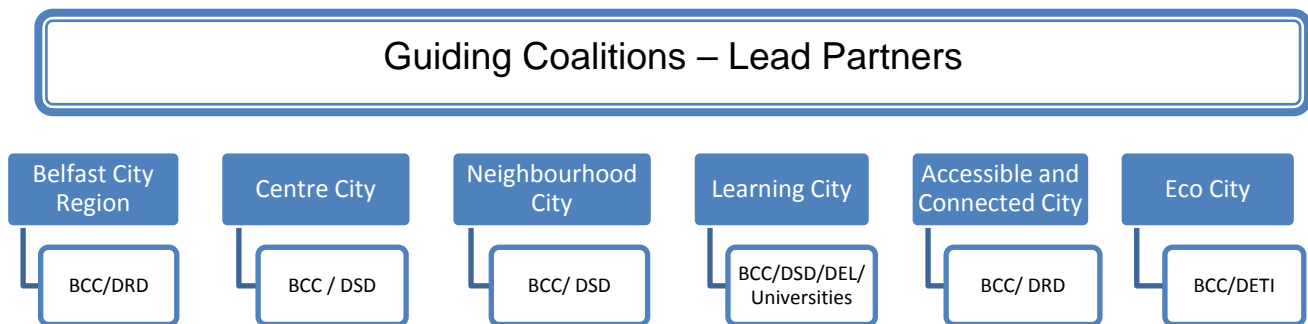 Guiding Coalitions – Lead Partners
Belfast City
Region
BCC/DRD
Centre City
BCC / DSD
Neighbourhood
City
BCC/ DSD
Learning City
BCC/DSD/DEL/
Universities
Accessible and
Connected City
BCC/ DRD
Eco City
BCC/DETI